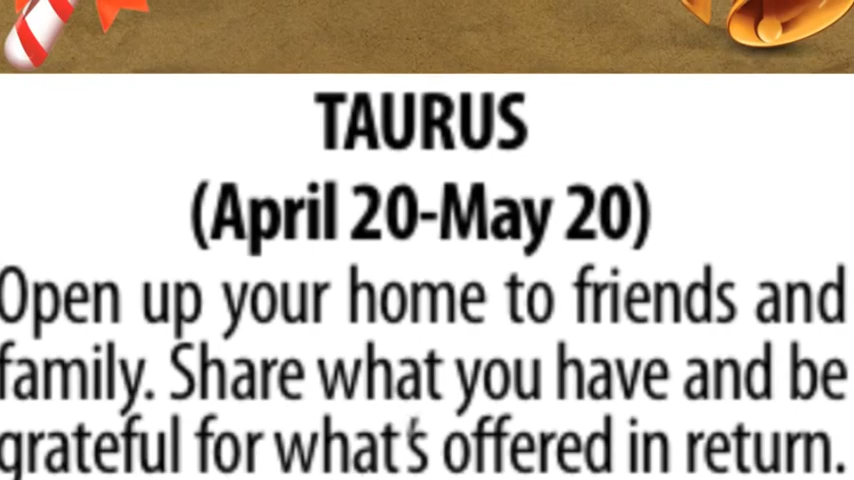 TAURUS
(April 20-May 20)
Open up your home to friends and
family. Share what you have and be
grateful for what's offered in return.